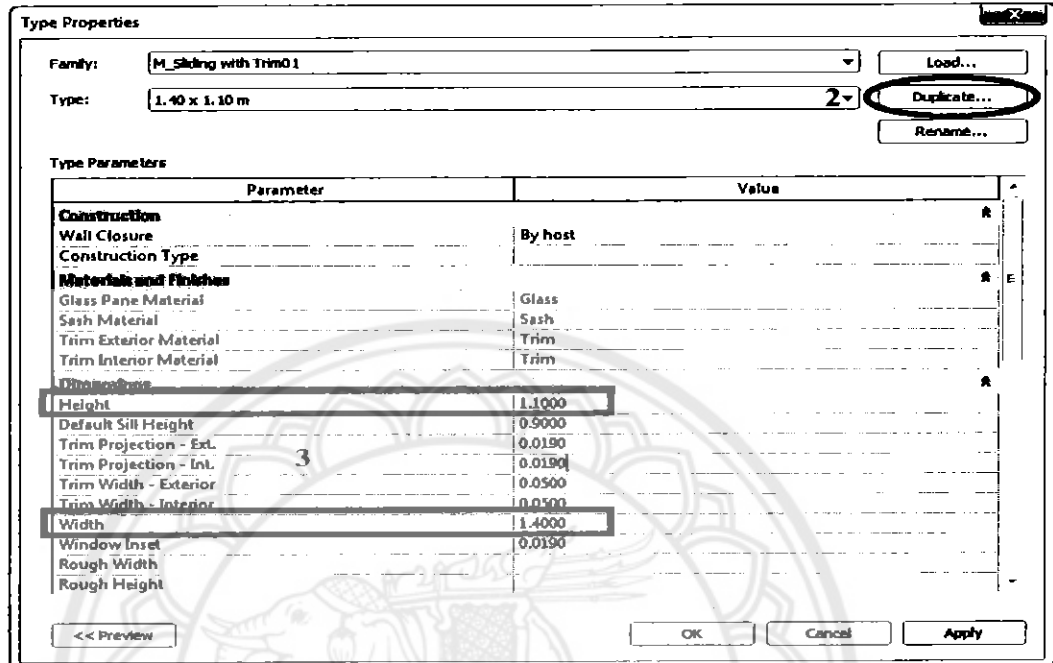 Type Properties
Family: M_Sliding with Trim01 Load...
Type: 1.40 x 1.10 m 2 Duplicate...
Rename...
Type Parameters
Parameter Value
Construction
Wall Closure By host
Construction Type
Materials and Finishes
Glass Pane Material Glass
Sash Material Sash
Trim Exterior Material Trim
Trim Interior Material Trim
Dimensions
Height 1.1000
Default Sill Height 0.9000
Trim Projection - Ext. 0.0190
Trim Projection - Int. 3 0.0190
Trim Width - Exterior 0.0500
Trim Width - Interior 0.0500
Width 1.4000
Window Inset 0.0190
Rough Width
Rough Height
<< Preview OK Cancel Apply